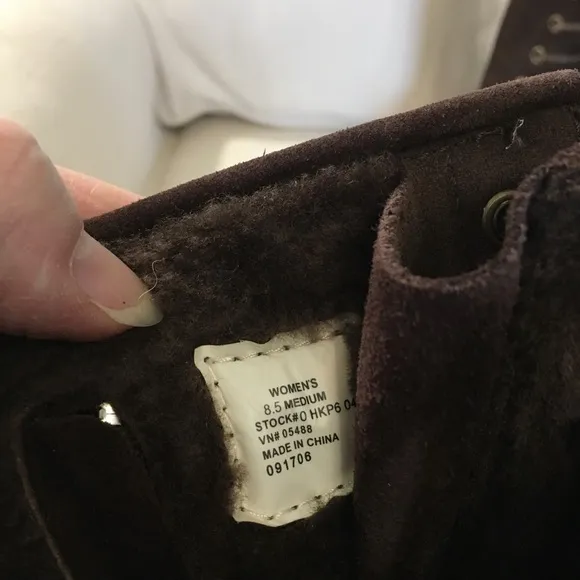 WOMEN'S
8.5 MEDIUM
STOCK#0 HKP6 04
VN# 05488
MADE IN CHINA
091706